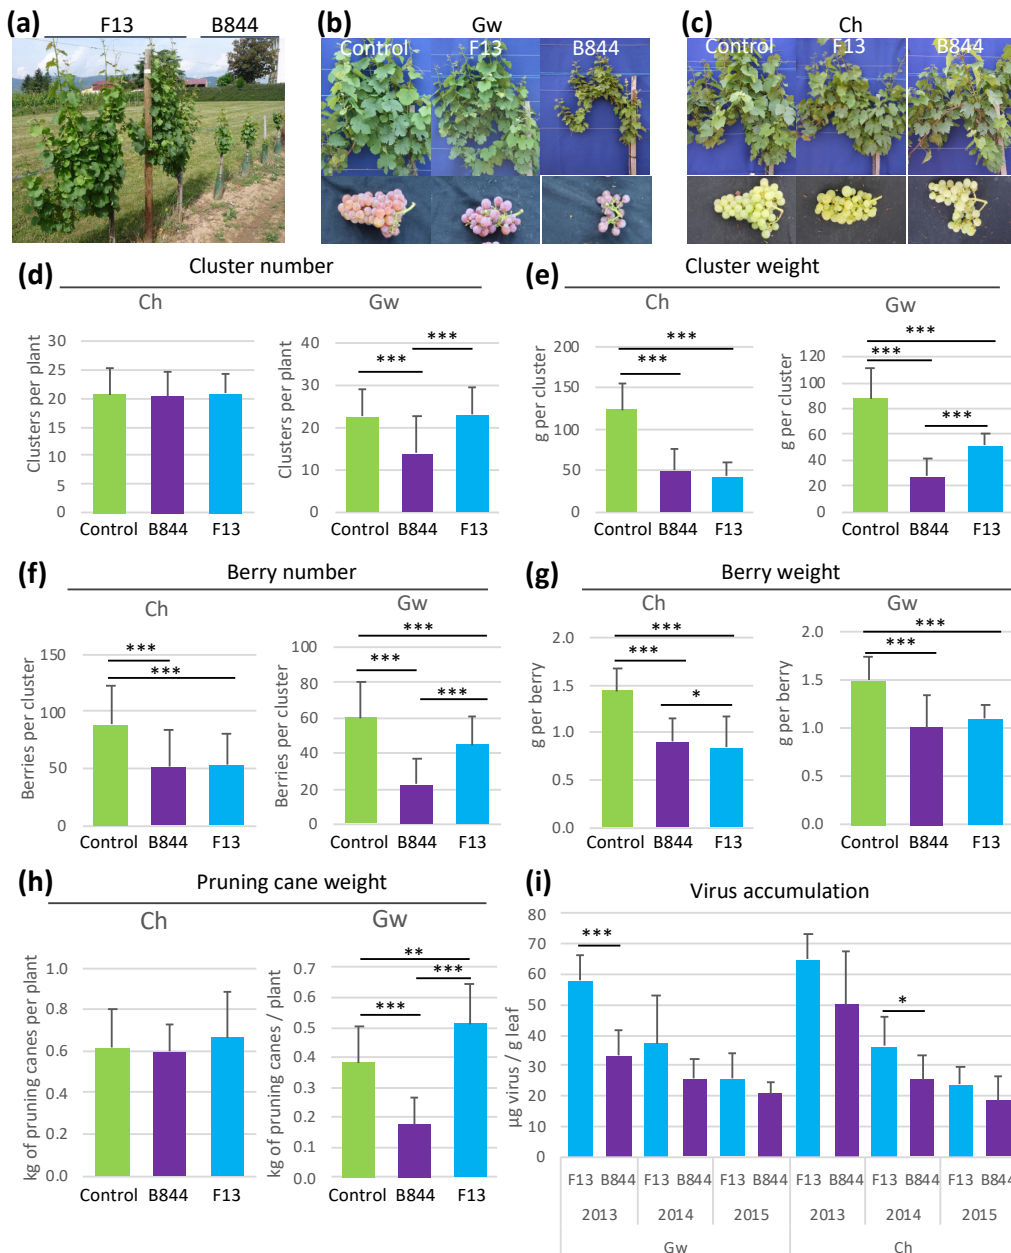 (a) F13 B844
(b) Gw
Control F13 B844
(c) Ch
Control F13 B844
(d) Cluster number
Ch
Clusters per plant
30
25
20
15
10
5
0
Control B844 F13
Gw
Clusters per plant
40
30
20
10
0
*** ***
Control B844 F13
(e) Cluster weight
Ch
g per cluster
200
150
100
50
0
***
***
Control B844 F13
Gw
g per cluster
120
100
80
60
40
20
0
***
***
***
Control B844 F13
(f) Berry number
Ch
Berries per cluster
150
100
50
0
***
***
Control B844 F13
Gw
Berries per cluster
100
80
60
40
20
0
***
***
***
Control B844 F13
(g) Berry weight
Ch
g per berry
2.0
1.5
1.0
0.5
0.0
***
***
*
Control B844 F13
Gw
g per berry
2.0
1.5
1.0
0.5
0.0
***
***
Control B844 F13
(h) Pruning cane weight
Ch
kg of pruning canes per plant
1.0
0.8
0.6
0.4
0.2
0.0
Control B844 F13
Gw
kg of pruning canes / plant
0.7
0.6
0.5
0.4
0.3
0.2
0.1
0.0
**
***
***
Control B844 F13
(i) Virus accumulation
µg virus / g leaf
80
70
60
50
40
30
20
10
0
***
*
F13 B844 F13 B844 F13 B844 F13 B844 F13 B844 F13 B844
2013 2014 2015 2013 2014 2015
Gw Ch